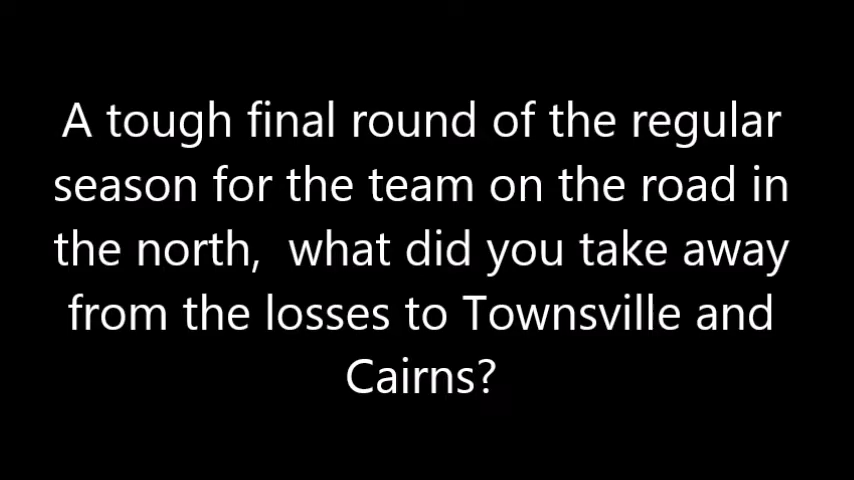 A tough final round of the regular
season for the team on the road in
the north,  what did you take away
from the losses to Townsville and
Cairns?